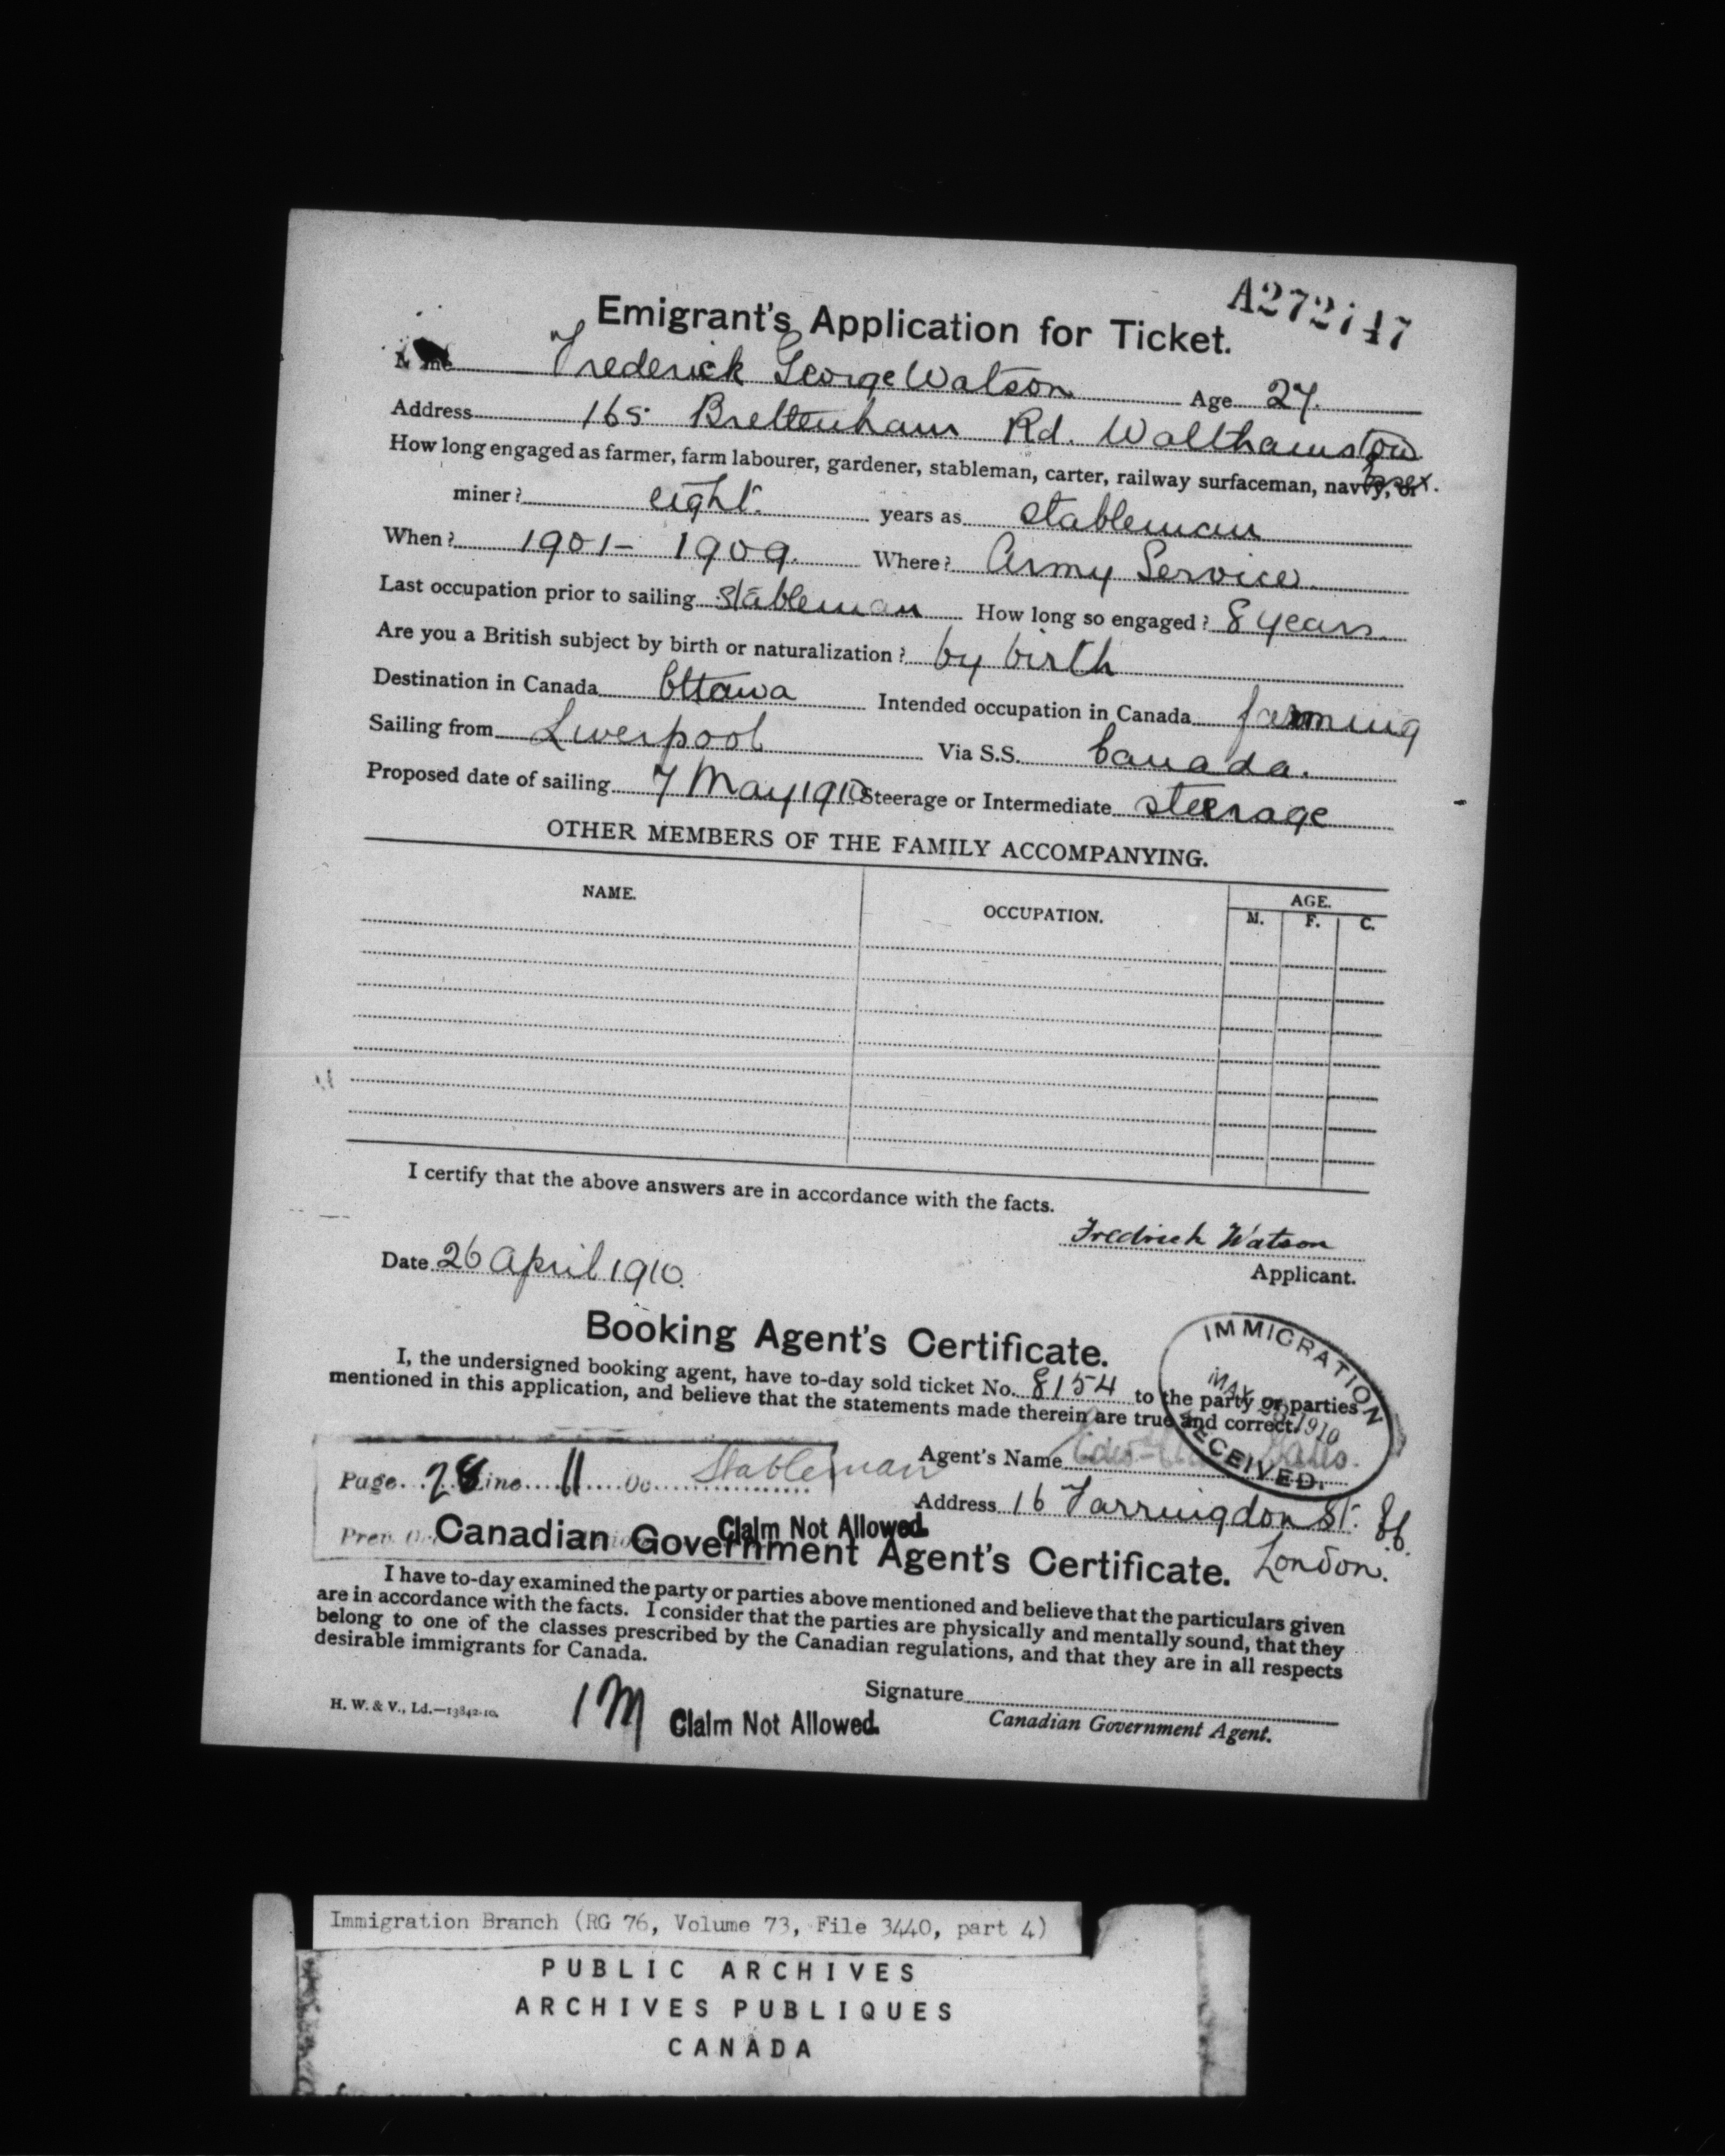 A272747
Emigrant's Application for Ticket.
Name Frederick George Watson Age 27.
Address 165 Brettenham Rd. Walthamstow
How long engaged as farmer, farm labourer, gardener, stableman, carter, railway surfaceman, navvy, or
miner? eight years as stableman
When? 1901 - 1909. Where? Army Service.
Last occupation prior to sailing stableman How long so engaged? 8 years.
Are you a British subject by birth or naturalization? by birth
Destination in Canada Ottawa Intended occupation in Canada farming
Sailing from Liverpool Via S.S. Canada.
Proposed date of sailing 7 May 1910 Steerage or Intermediate steerage
OTHER MEMBERS OF THE FAMILY ACCOMPANYING.
NAME. OCCUPATION. AGE.
M. F. C.
I certify that the above answers are in accordance with the facts.
Fredrick Watson
Date 26 April 1910. Applicant.
Booking Agent's Certificate.
I, the undersigned booking agent, have to-day sold ticket No. 8154 to the party or parties
mentioned in this application, and believe that the statements made therein are true and correct.
IMMIGRATION
MAY 1910
RECEIVED.
Agent's Name
Page 28 Line 11 Oc Stableman
Address 16 Farringdon St. E.C.
London.
Prev.
Claim Not Allowed.
Canadian Government Agent's Certificate.
I have to-day examined the party or parties above mentioned and believe that the particulars given
are in accordance with the facts. I consider that the parties are physically and mentally sound, that they
belong to one of the classes prescribed by the Canadian regulations, and that they are in all respects
desirable immigrants for Canada.
Signature
Canadian Government Agent.
H. W. & V., Ld.—13842-10.
1M
Claim Not Allowed.
Immigration Branch (RG 76, Volume 73, File 3440, part 4)
PUBLIC ARCHIVES
ARCHIVES PUBLIQUES
CANADA